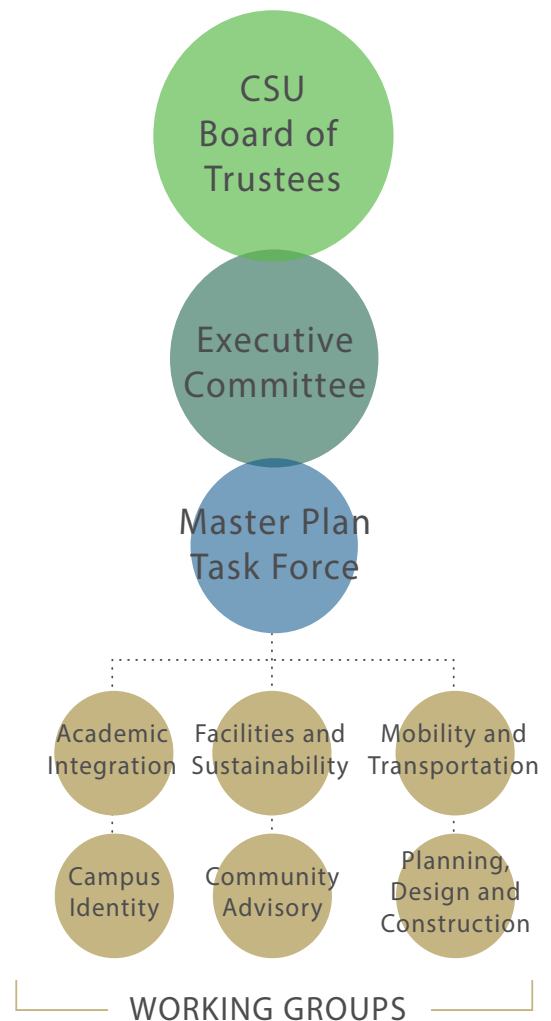 CSU
Board of
Trustees
Executive
Committee
Master Plan
Task Force
Academic
Integration
Facilities and
Sustainability
Mobility and
Transportation
Campus
Identity
Community
Advisory
Planning,
Design and
Construction
WORKING GROUPS